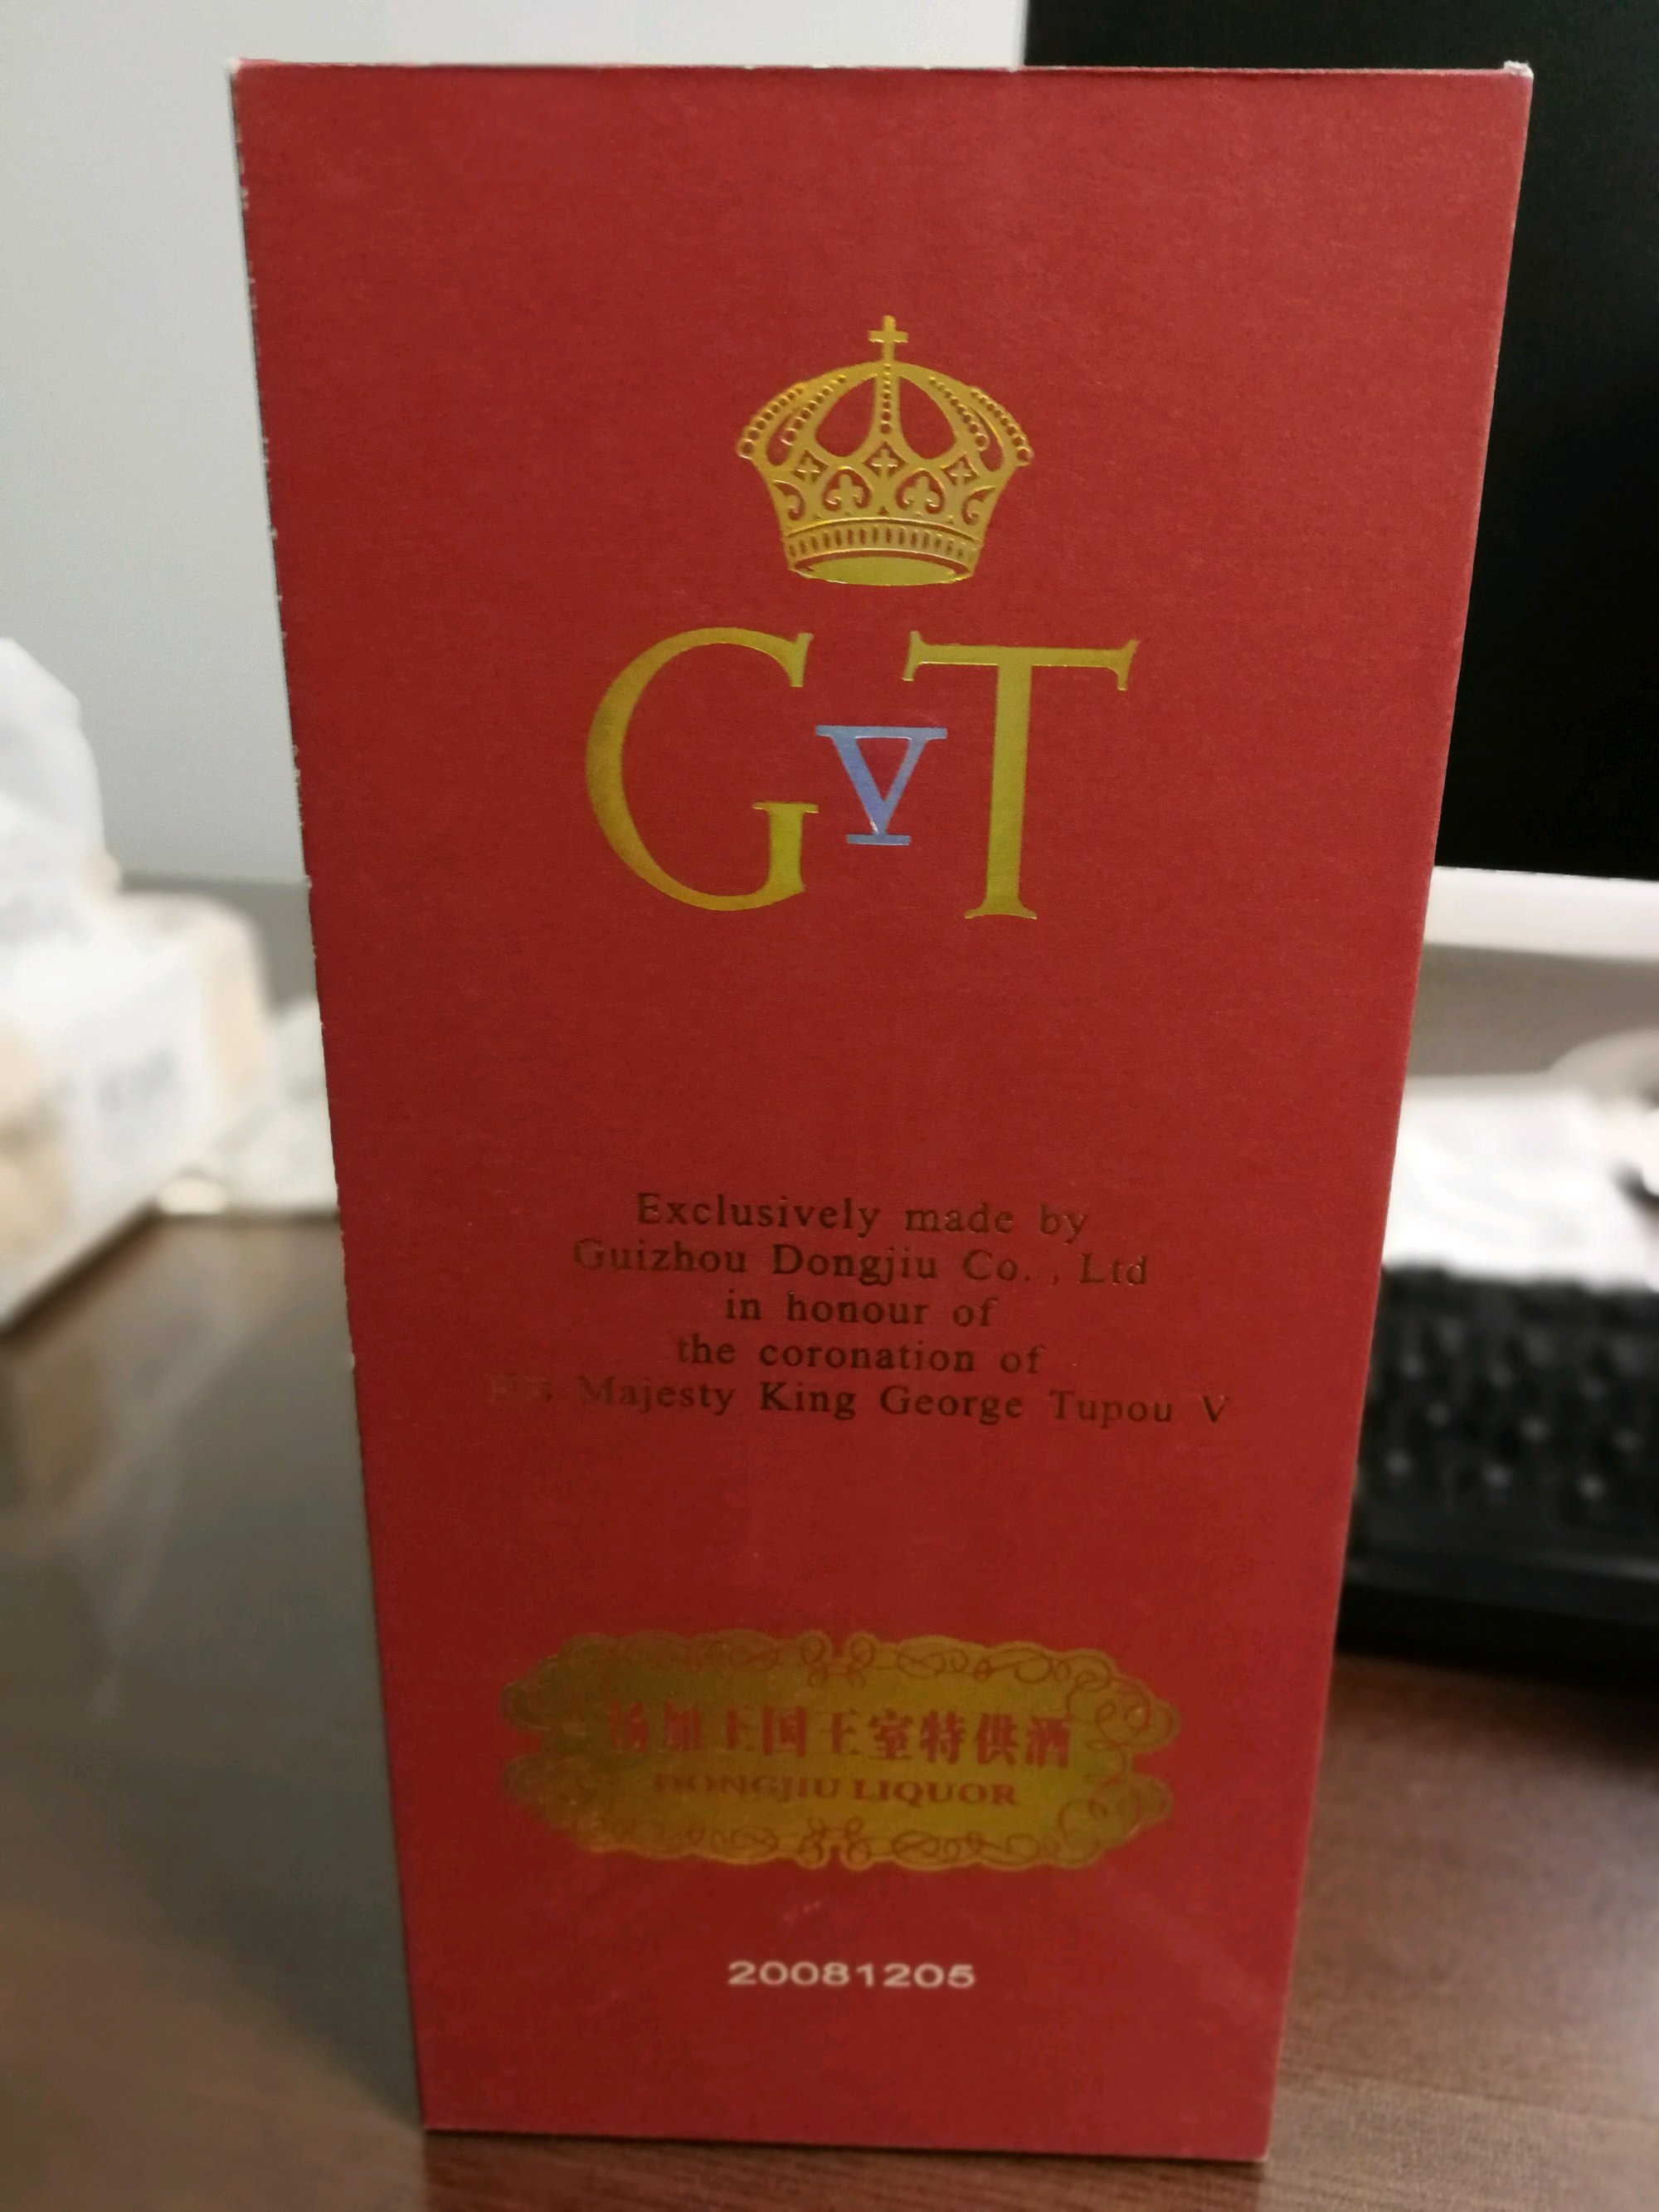 GVT
Exclusively made by
Guizhou Dongjiu Co. , Ltd
in honour of
the coronation of
His Majesty King George Tupou V
汤加王国王室特供酒
DONGJIU LIQUOR
20081205